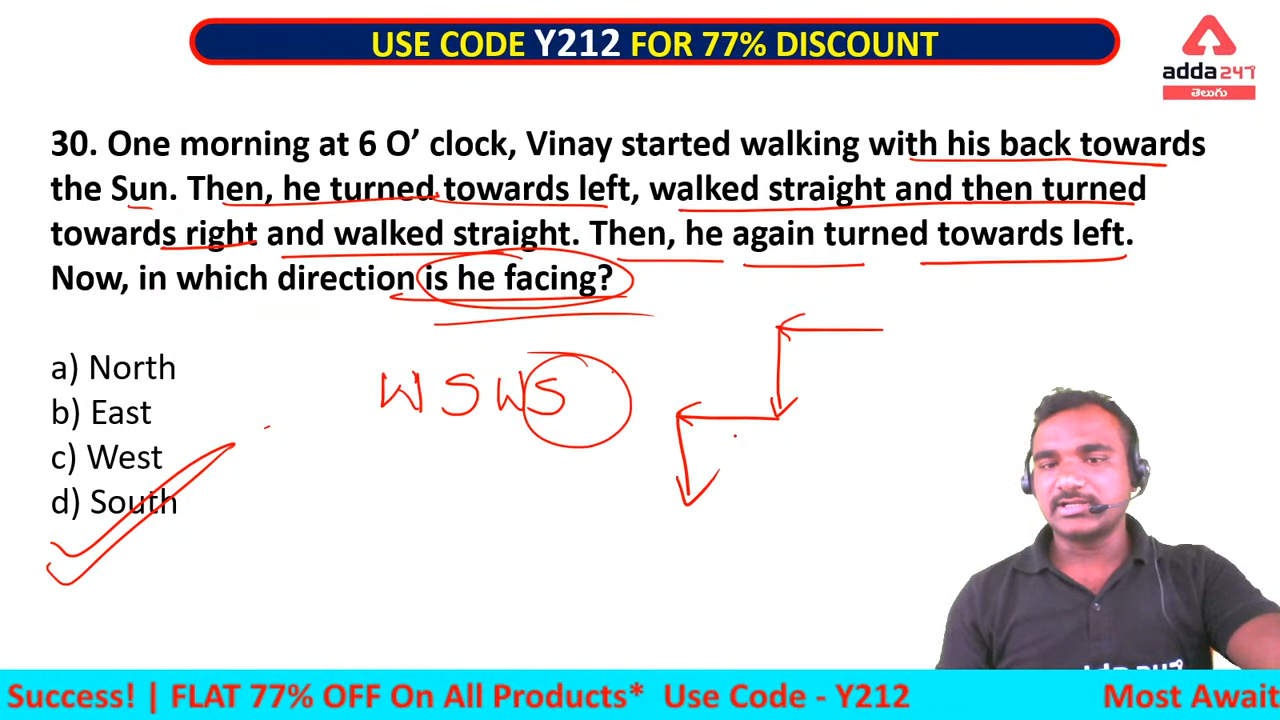 USE CODE Y212 FOR 77% DISCOUNT
adda247
తెలుగు
30. One morning at 6 O’ clock, Vinay started walking with his back towards
the Sun. Then, he turned towards left, walked straight and then turned
towards right and walked straight. Then, he again turned towards left.
Now, in which direction is he facing?
a) North
b) East
c) West
d) South
W S W S
Success! | FLAT 77% OFF On All Products* Use Code - Y212
Most Await